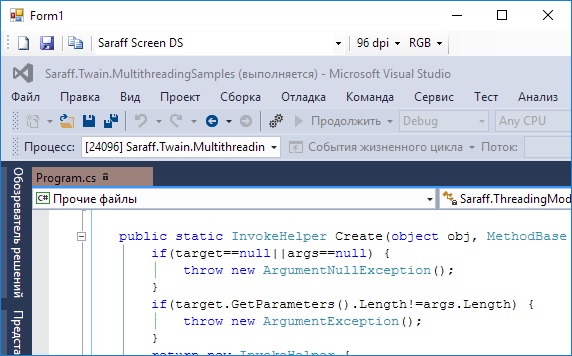 Form1
Saraff Screen DS 96 dpi RGB
Saraff.Twain.MultithreadingSamples (выполняется) - Microsoft Visual Studio
Файл Правка Вид Проект Сборка Отладка Команда Сервис Тест Анализ
Продолжить Debug Any CPU
Процесс: [24096] Saraff.Twain.Multithreadin События жизненного цикла Поток:
Обозреватель решений
Предста
Program.cs
C# Прочие файлы Saraff.ThreadingMod
public static InvokeHelper Create(object obj, MethodBase
if(target==null||args==null) {
throw new ArgumentNullException();
}
if(target.GetParameters().Length!=args.Length) {
throw new ArgumentException();
}
return new InvokeHelper {